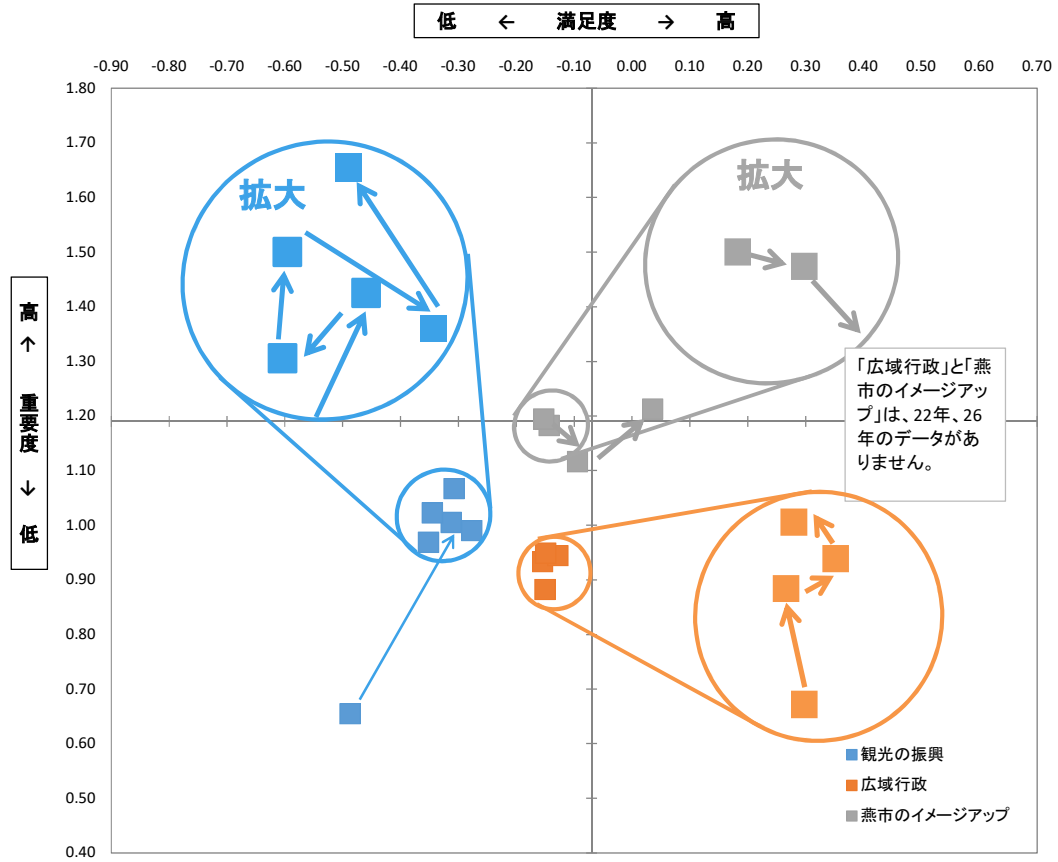 低 ← 満足度 → 高
-0.90 -0.80 -0.70 -0.60 -0.50 -0.40 -0.30 -0.20 -0.10 0.00 0.10 0.20 0.30 0.40 0.50 0.60 0.70
高 ↑ 重要度 ↓ 低
1.80
1.70
1.60
1.50
1.40
1.30
1.20
1.10
1.00
0.90
0.80
0.70
0.60
0.50
0.40
拡大
拡大
「広域行政」と「燕
市のイメージアッ
プ」は、22年、26
年のデータがあ
りません。
観光の振興
広域行政
燕市のイメージアップ